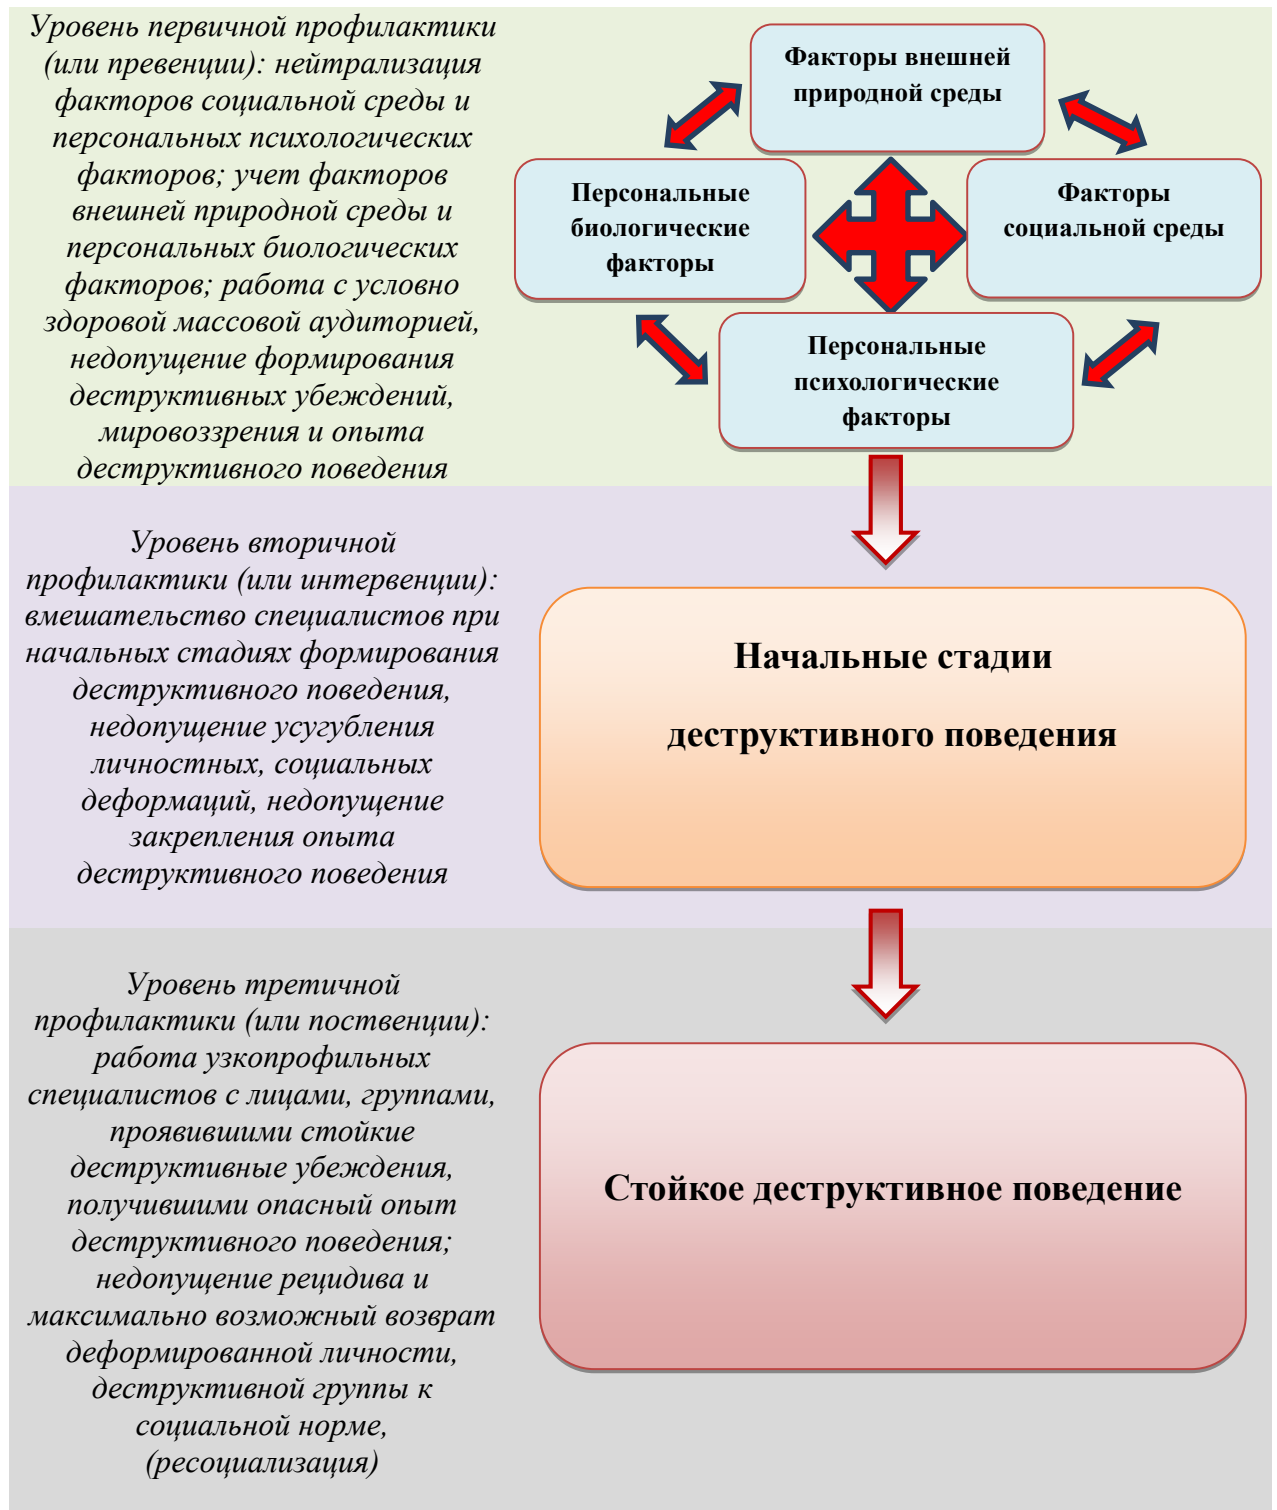 Уровень первичной профилактики
(или превенции): нейтрализация
факторов социальной среды и
персональных психологических
факторов; учет факторов
внешней природной среды и
персональных биологических
факторов; работа с условно
здоровой массовой аудиторией,
недопущение формирования
деструктивных убеждений,
мировоззрения и опыта
деструктивного поведения
Факторы внешней
природной среды
Персональные
биологические
факторы
Факторы
социальной среды
Персональные
психологические
факторы
Уровень вторичной
профилактики (или интервенции):
вмешательство специалистов при
начальных стадиях формирования
деструктивного поведения,
недопущение усугубления
личностных, социальных
деформаций, недопущение
закрепления опыта
деструктивного поведения
Начальные стадии
деструктивного поведения
Уровень третичной
профилактики (или поственции):
работа узкопрофильных
специалистов с лицами, группами,
проявившими стойкие
деструктивные убеждения,
получившими опасный опыт
деструктивного поведения;
недопущение рецидива и
максимально возможный возврат
деформированной личности,
деструктивной группы к
социальной норме,
(ресоциализация)
Стойкое деструктивное поведение